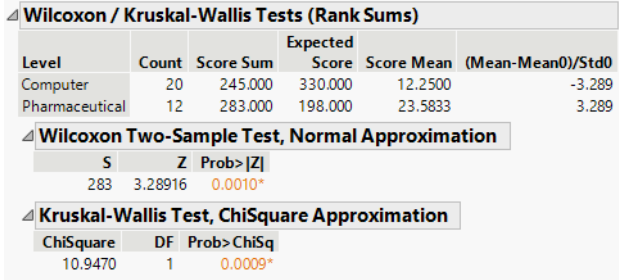 Wilcoxon / Kruskal-Wallis Tests (Rank Sums)
Expected
Level Count Score Sum Score Score Mean (Mean-Mean0)/Std0
Computer 20 245.000 330.000 12.2500 -3.289
Pharmaceutical 12 283.000 198.000 23.5833 3.289
Wilcoxon Two-Sample Test, Normal Approximation
S Z Prob>|Z|
283 3.28916 0.0010*
Kruskal-Wallis Test, ChiSquare Approximation
ChiSquare DF Prob>ChiSq
10.9470 1 0.0009*